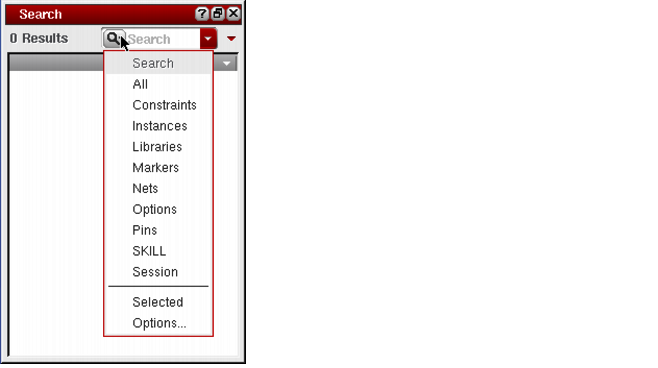 Search
0 Results Search
Search
All
Constraints
Instances
Libraries
Markers
Nets
Options
Pins
SKILL
Session
Selected
Options...